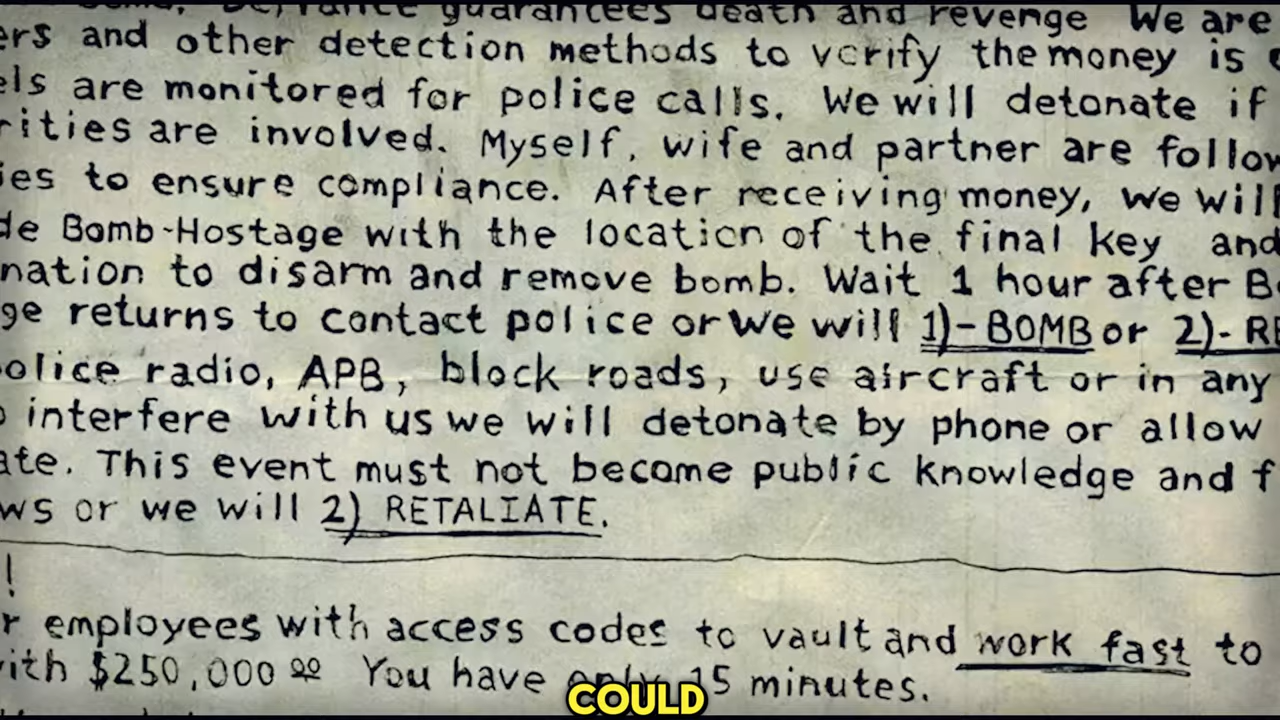 guarantees death and revenge We are
ers and other detection methods to verify the money is
els are monitored for police calls. We will detonate if
rities are involved. Myself, wife and partner are follow
ies to ensure compliance. After receiving money, we will
de Bomb-Hostage with the location of the final key and
nation to disarm and remove bomb. Wait 1 hour after B
ge returns to contact police or we will 1)-BOMB or 2)-RE
olice radio, APB, block roads, use aircraft or in any
interfere with us we will detonate by phone or allow
ate. This event must not become public knowledge and f
ws or we will 2) RETALIATE.
!
r employees with access codes to vault and work fast to
ith $250,000 00 You have only 15 minutes.
COULD